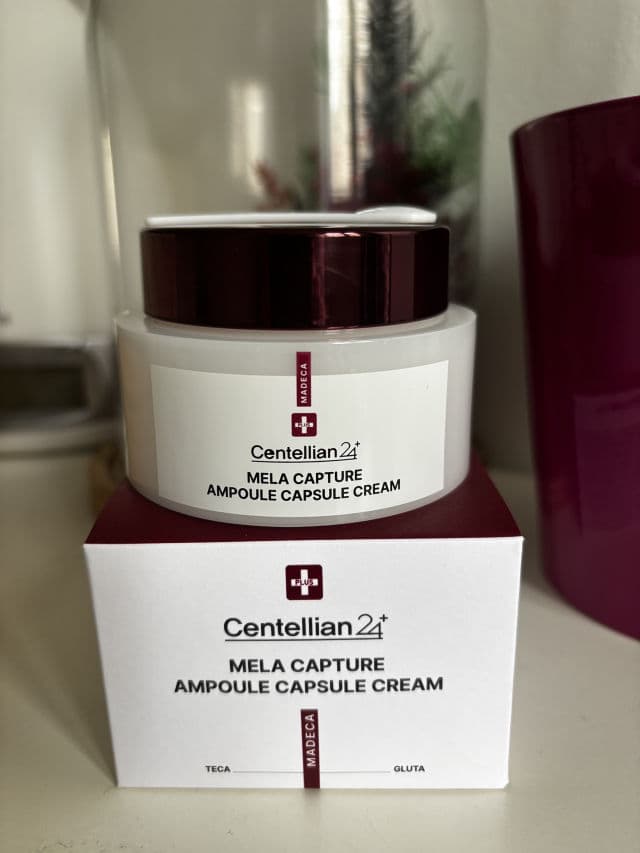 MADECA
PLUS
Centellian24+
MELA CAPTURE
AMPOULE CAPSULE CREAM
PLUS
Centellian24+
MELA CAPTURE
AMPOULE CAPSULE CREAM
MADECA
TECA GLUTA